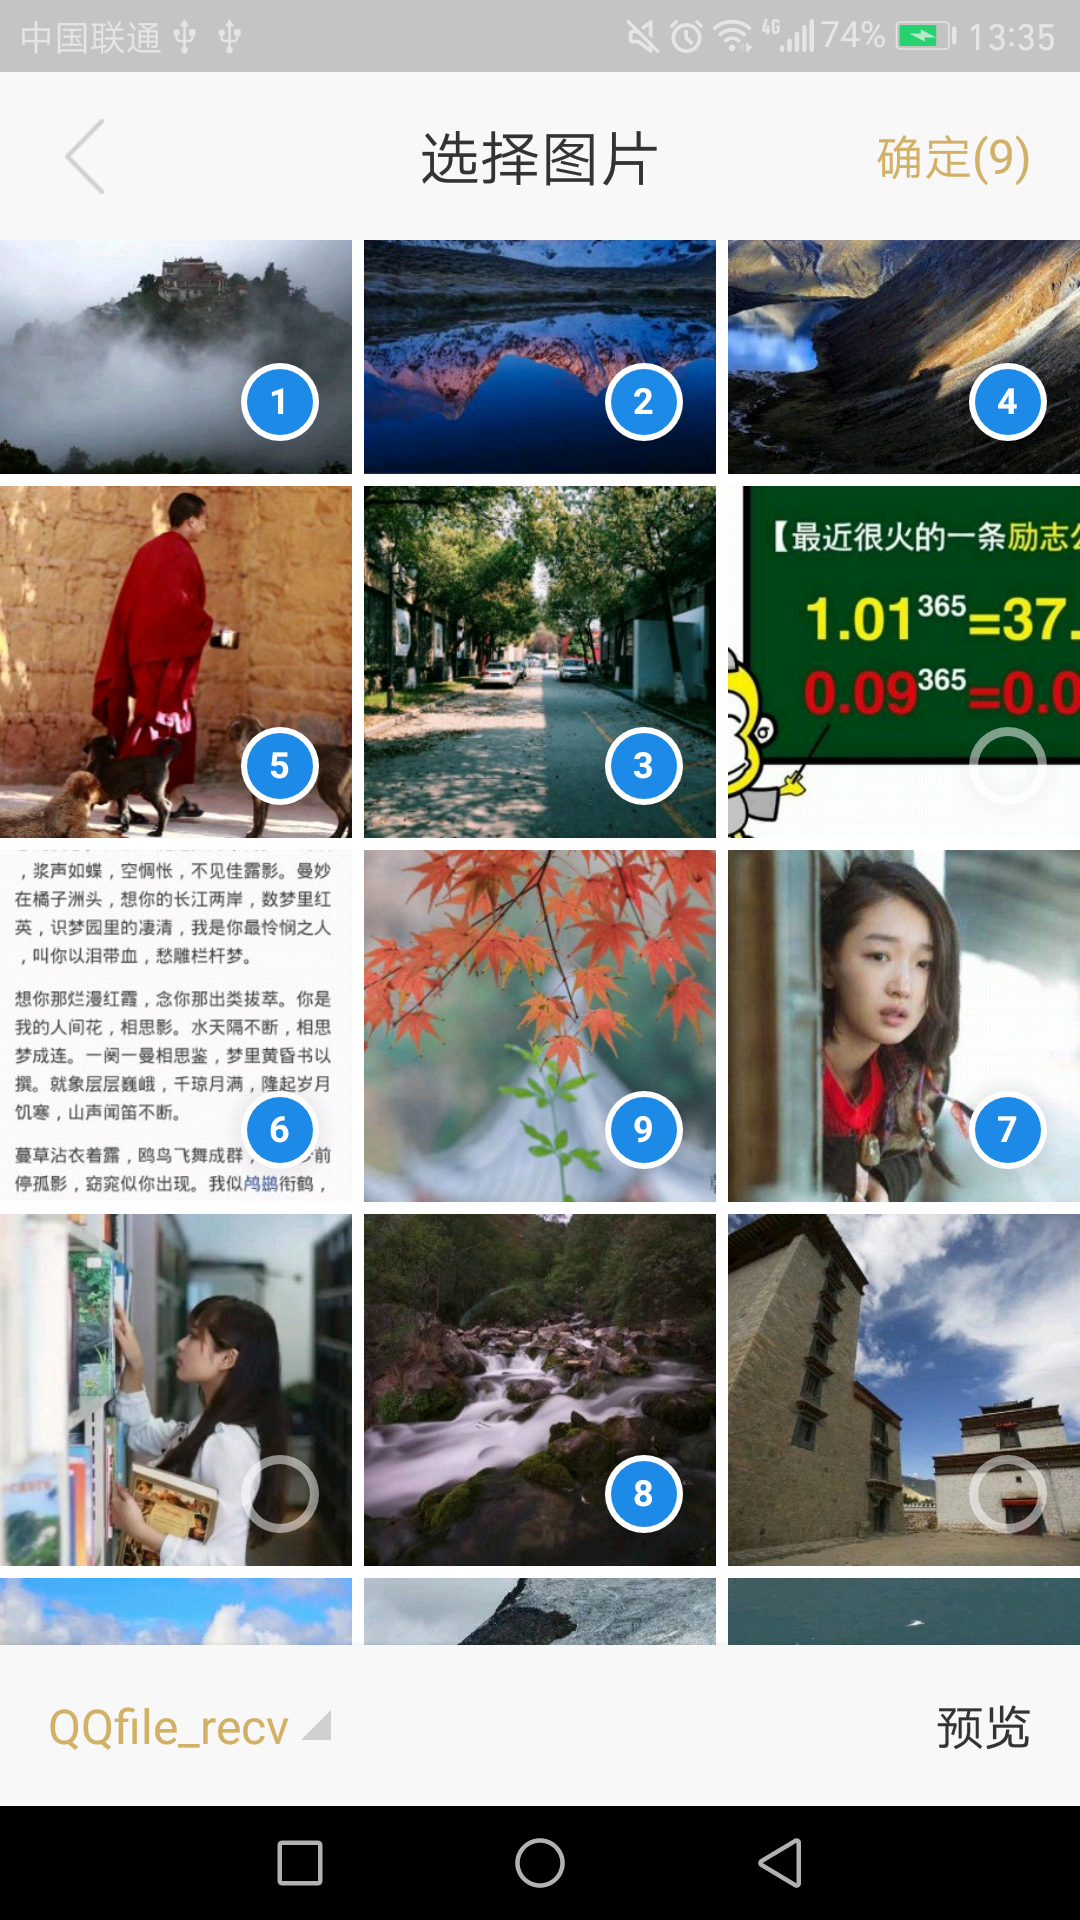 中国联通 4G 74% 13:35
选择图片 确定(9)
1 2 4
【最近很火的一条励志公
1.01³⁶⁵=37.
0.09³⁶⁵=0.0
5 3
，浆声如蝶，空惆怅，不见佳露影。曼妙
在橘子洲头，想你的长江两岸，数梦里红
英，识梦园里的凄清，我是你最怜悯之人
，叫你以泪带血，愁雕栏杆梦。
想你那烂漫红霞，念你那出类拔萃。你是
我的人间花，相思影。水天隔不断，相思
梦成连。一阕一曼相思鉴，梦里黄昏书以
撰。就象层层巍峨，千琼月满，隆起岁月
饥寒，山声闻笛不断。
蔓草沾衣着露，鸥鸟飞舞成群，前
停孤影，窈窕似你出现。我似鸬鹚衔鹤，
6 9 7
8
QQfile_recv 预览